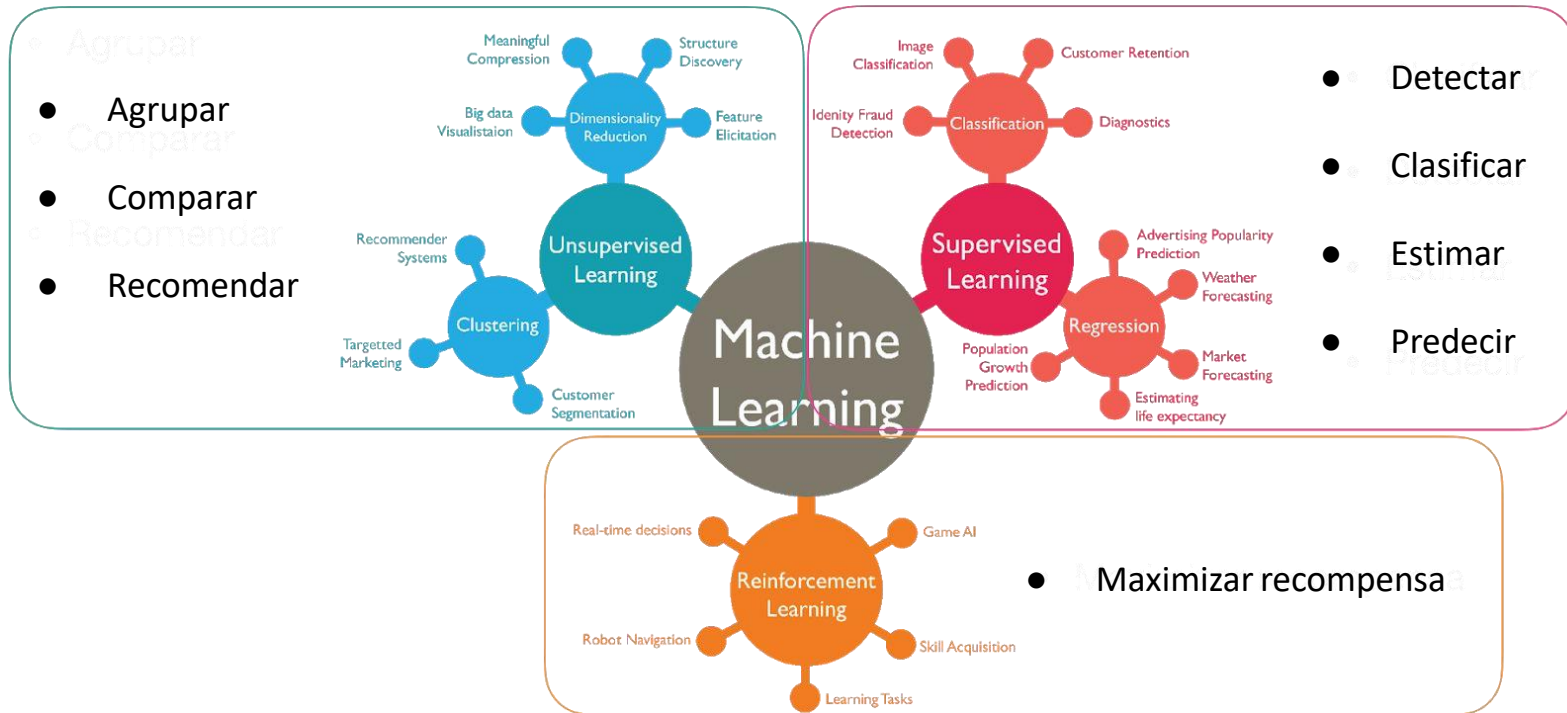 Agrupar
Comparar
Recomendar
Agrupar
Comparar
Recomendar
Meaningful
Compression
Structure
Discovery
Big data
Visualistaion
Dimensionality
Reduction
Feature
Elicitation
Unsupervised
Learning
Recommender
Systems
Clustering
Targetted
Marketing
Customer
Segmentation
Machine
Learning
Image
Classification
Customer Retention
Idenity Fraud
Detection
Classification
Diagnostics
Supervised
Learning
Advertising Popularity
Prediction
Weather
Forecasting
Regression
Population
Growth
Prediction
Market
Forecasting
Estimating
life expectancy
● Detectar
● Clasificar
● Estimar
● Predecir
Real-time decisions
Game AI
Reinforcement
Learning
Robot Navigation
Skill Acquisition
Learning Tasks
● Maximizar recompensa